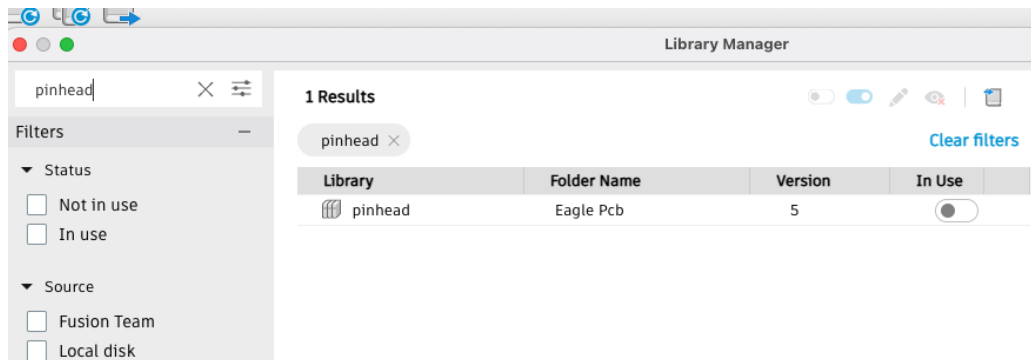 Library Manager
pinhead
Filters
Status
Not in use
In use
Source
Fusion Team
Local disk
1 Results
pinhead
Clear filters
Library Folder Name Version In Use
pinhead Eagle Pcb 5